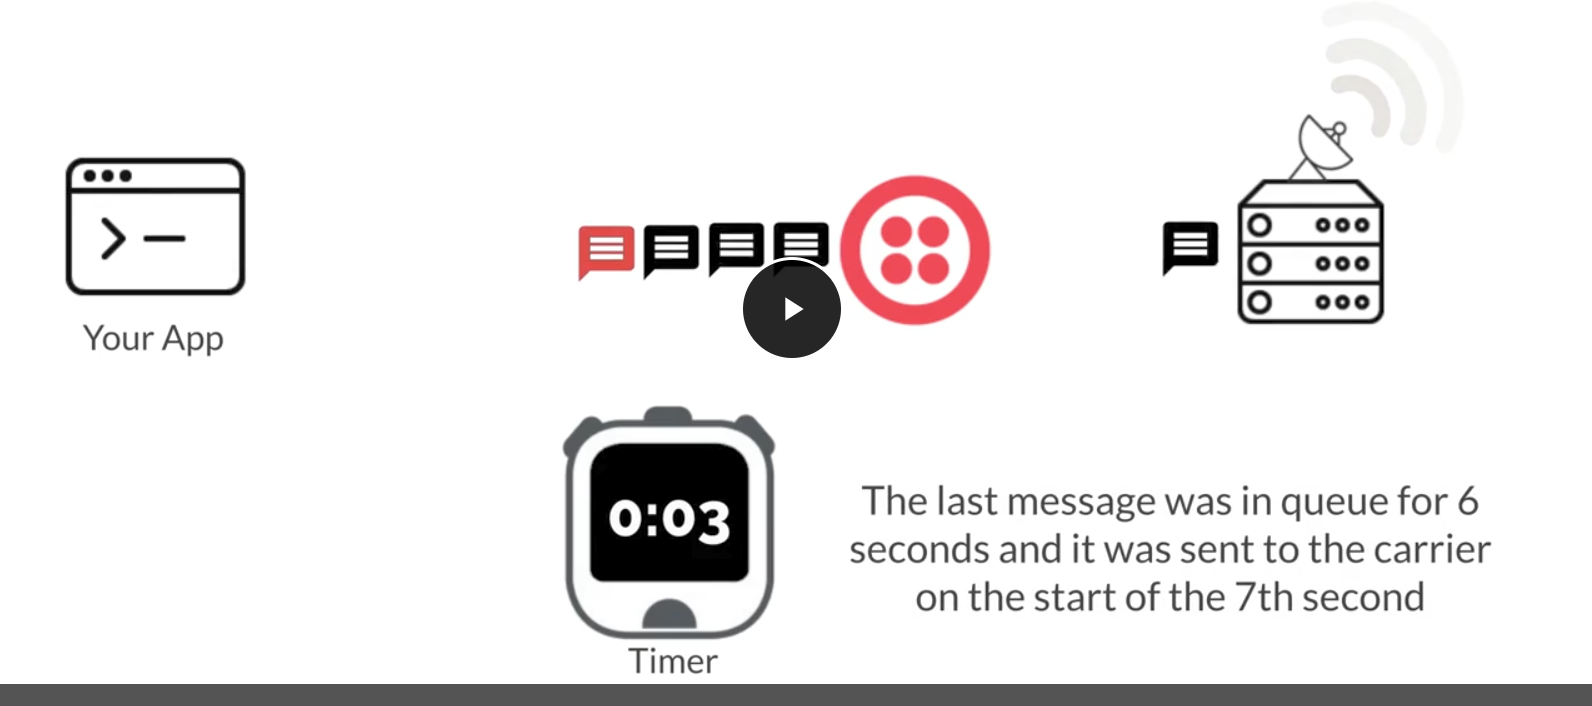 Your App
0:03
The last message was in queue for 6
seconds and it was sent to the carrier
on the start of the 7th second
Timer